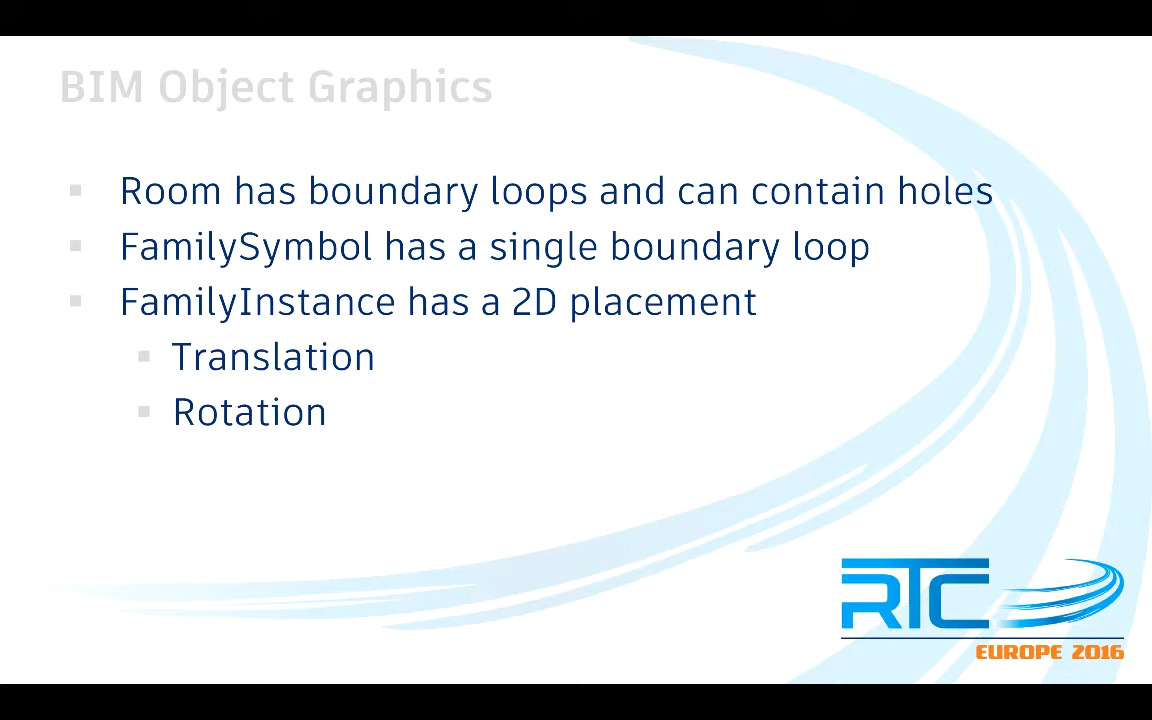 BIM Object Graphics
Room has boundary loops and can contain holes
FamilySymbol has a single boundary loop
FamilyInstance has a 2D placement
Translation
Rotation
RTC
EUROPE 2016